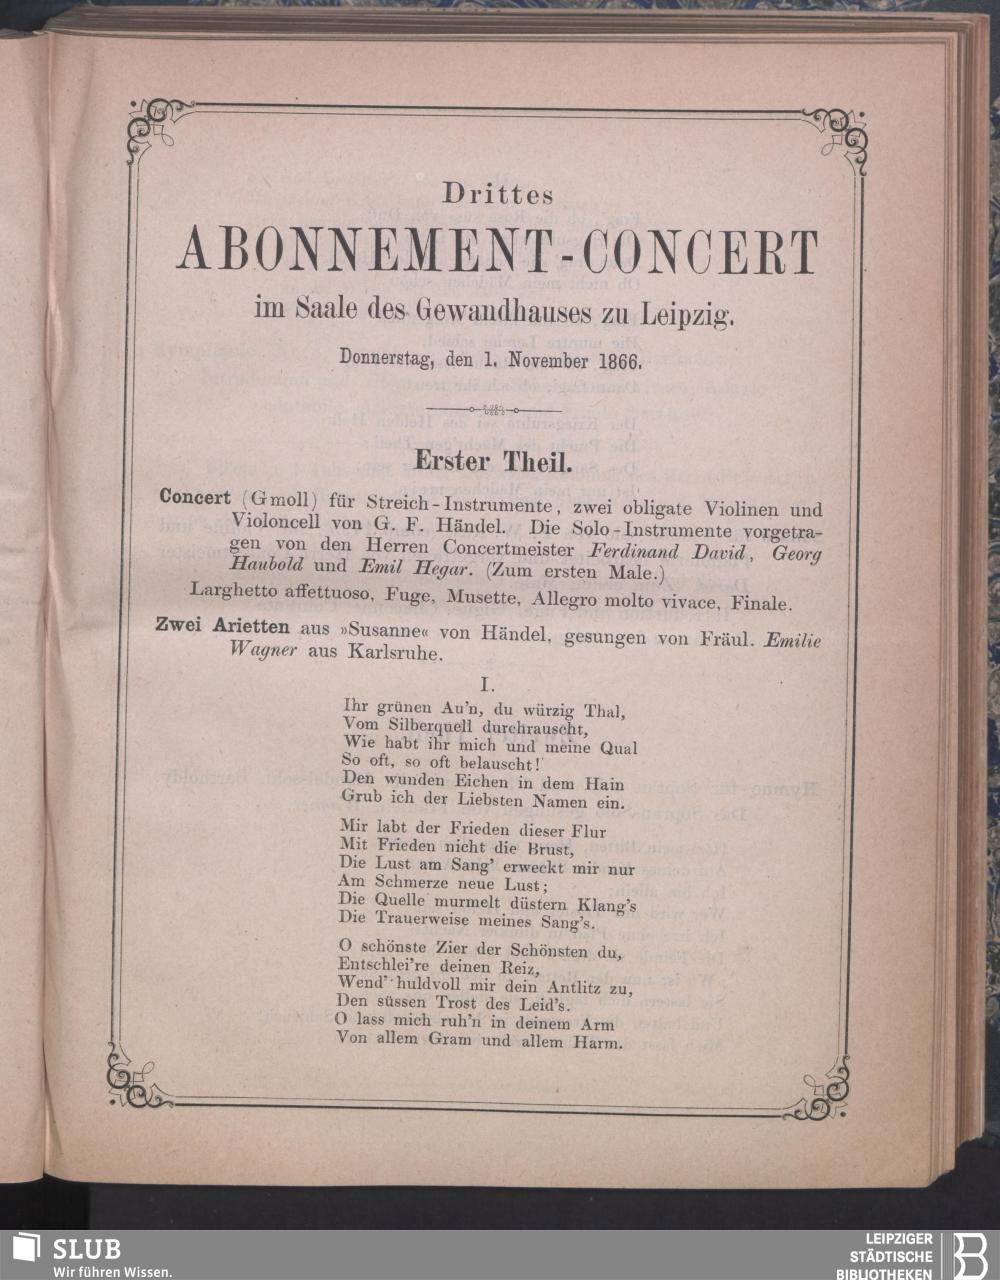 Drittes
ABONNEMENT-CONCERT
im Saale des Gewandhauses zu Leipzig.
Donnerstag, den 1. November 1866.
Erster Theil.
Concert (G moll) für Streich-Instrumente, zwei obligate Violinen und
Violoncell von G. F. Händel. Die Solo-Instrumente vorgetra-
gen von den Herren Concertmeister Ferdinand David, Georg
Haubold und Emil Hegar. (Zum ersten Male.)
Larghetto affettuoso, Fuge, Musette, Allegro molto vivace, Finale.
Zwei Arietten aus »Susanne« von Händel, gesungen von Fräul. Emilie
Wagner aus Karlsruhe.
I.
Ihr grünen Au'n, du würzig Thal,
Vom Silberquell durchrauscht,
Wie habt ihr mich und meine Qual
So oft, so oft belauscht!
Den wunden Eichen in dem Hain
Grub ich der Liebsten Namen ein.
Mir labt der Frieden dieser Flur
Mit Frieden nicht die Brust,
Die Lust am Sang' erweckt mir nur
Am Schmerze neue Lust;
Die Quelle murmelt düstern Klang's
Die Trauerweise meines Sang's.
O schönste Zier der Schönsten du,
Entschlei're deinen Reiz,
Wend' huldvoll mir dein Antlitz zu,
Den süssen Trost des Leid's.
O lass mich ruh'n in deinem Arm
Von allem Gram und allem Harm.
SLUB
Wir führen Wissen.
LEIPZIGER
STÄDTISCHE
BIBLIOTHEKEN